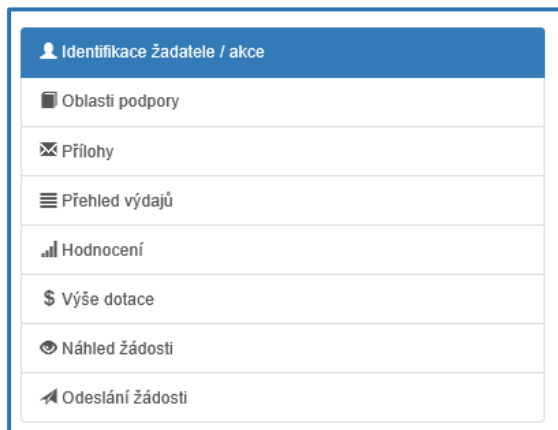 Identifikace žadatele / akce
Oblasti podpory
Přílohy
Přehled výdajů
Hodnocení
Výše dotace
Náhled žádosti
Odeslání žádosti